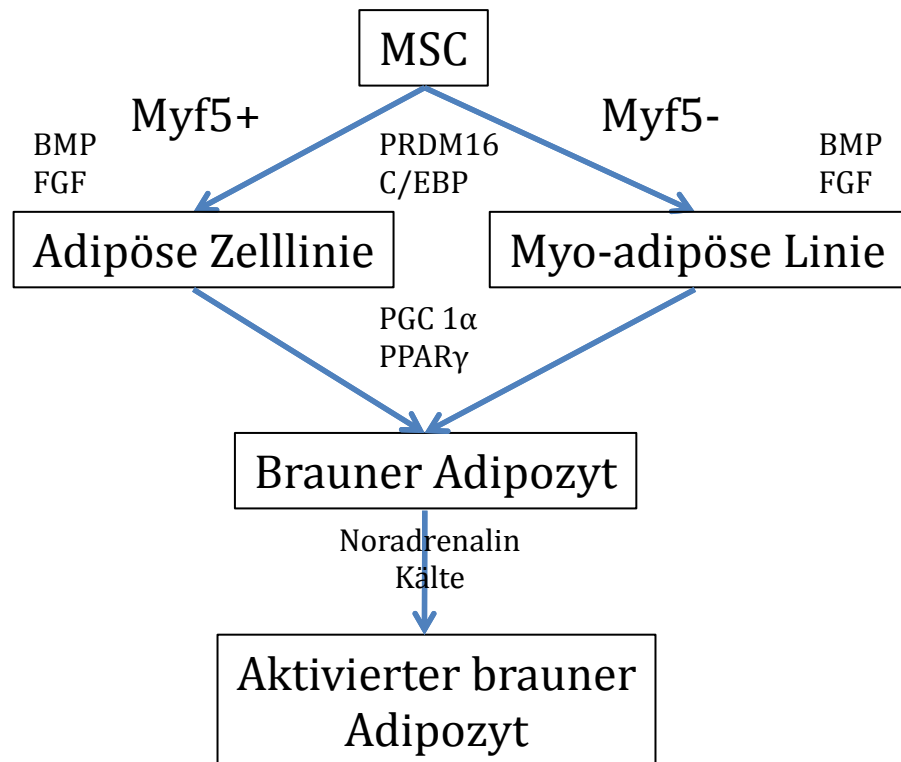 MSC
Myf5+
Myf5-
BMP
FGF
PRDM16
C/EBP
BMP
FGF
Adipöse Zelllinie
Myo-adipöse Linie
PGC 1α
PPARγ
Brauner Adipozyt
Noradrenalin
Kälte
Aktivierter brauner
Adipozyt